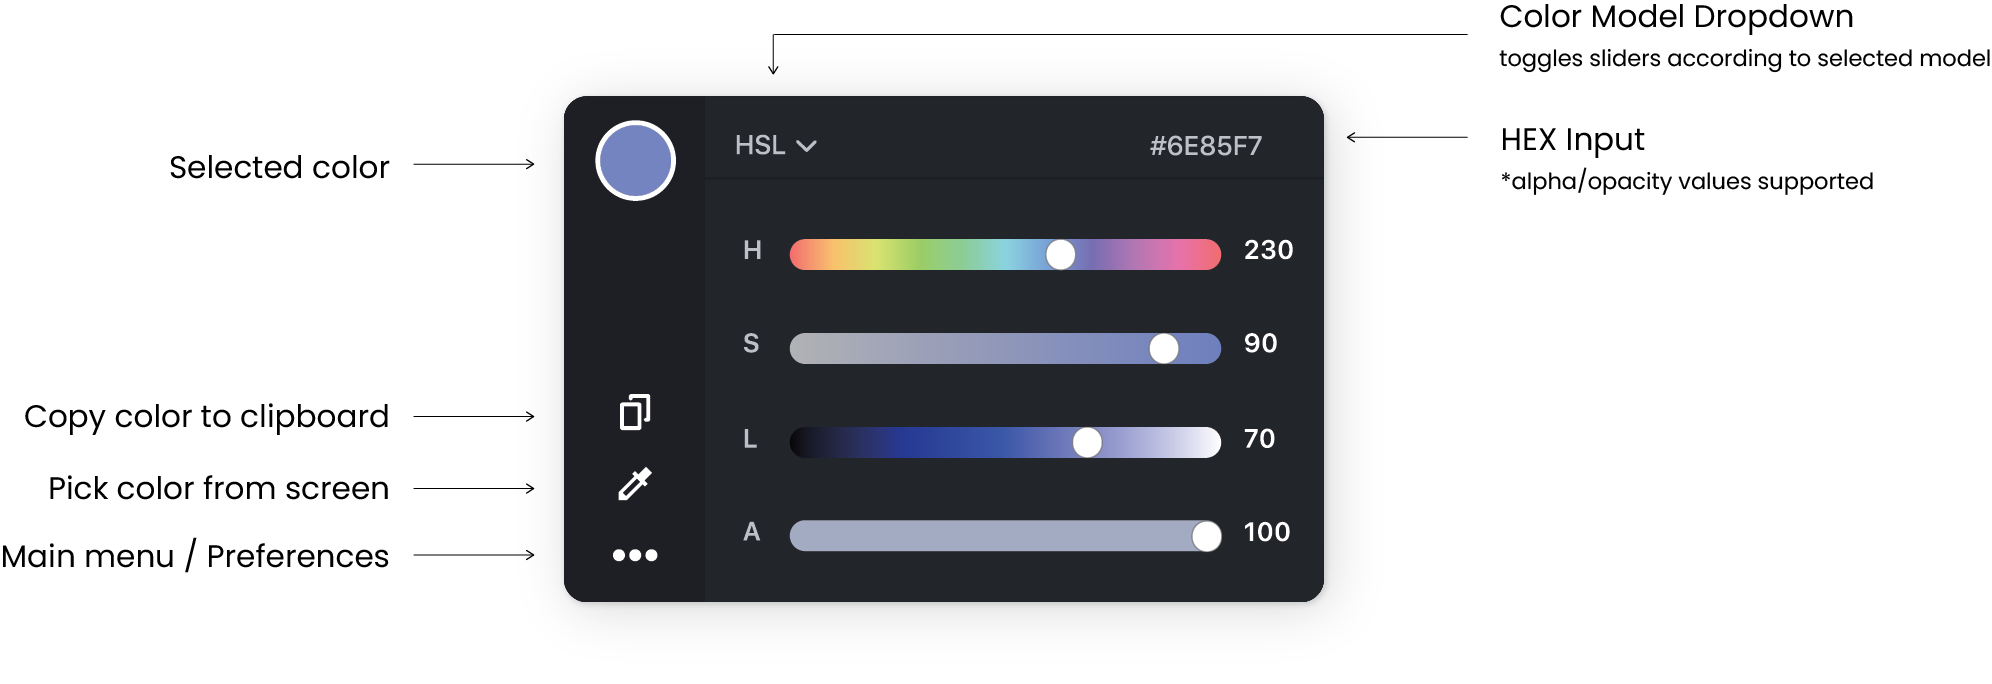 Color Model Dropdown
toggles sliders according to selected model
HSL
#6E85F7
HEX Input
*alpha/opacity values supported
Selected color
H
230
S
90
Copy color to clipboard
L
70
Pick color from screen
A
100
Main menu / Preferences